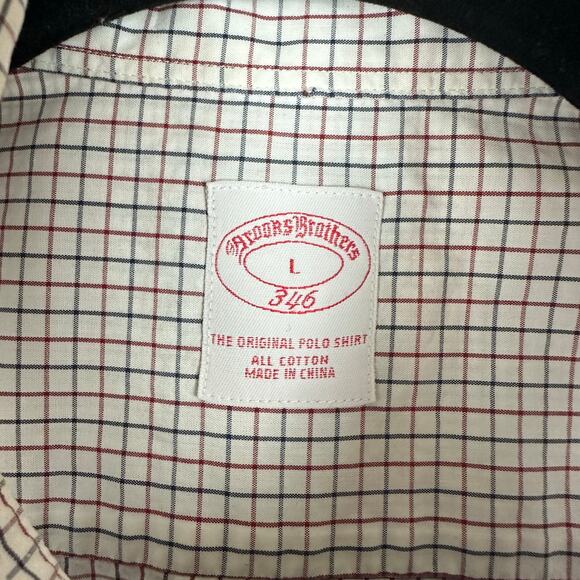 Brooks Brothers
L
346
THE ORIGINAL POLO SHIRT
ALL COTTON
MADE IN CHINA